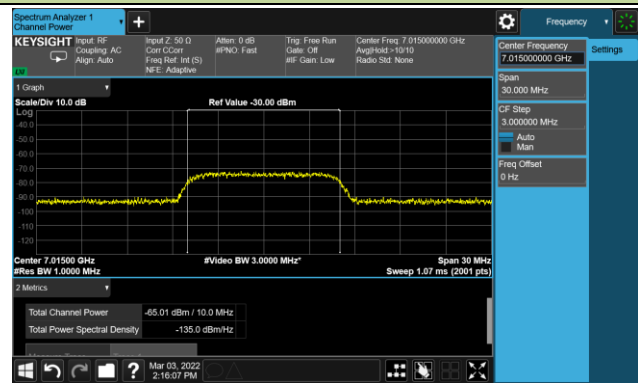 Spectrum Analyzer 1
Channel Power
Frequency
KEYSIGHT
Input: RF
Coupling: AC
Align: Auto
Input Z: 50 Ω
Corr CCorr
Freq Ref: Int (S)
NFE: Adaptive
Atten: 0 dB
#PNO: Fast
Trig: Free Run
Gate: Off
#IF Gain: Low
Center Freq: 7.015000000 GHz
Avg|Hold:>10/10
Radio Std: None
LW
1 Graph
Scale/Div 10.0 dB
Ref Value -30.00 dBm
Log
-40.0
-50.0
-60.0
-70.0
-80.0
-90.0
-100
-110
-120
Center 7.01500 GHz
#Video BW 3.0000 MHz*
Span 30 MHz
#Res BW 1.0000 MHz
Sweep 1.07 ms (2001 pts)
2 Metrics
Total Channel Power
-65.01 dBm / 10.0 MHz
Total Power Spectral Density
-135.0 dBm/Hz
Mar 03, 2022
2:16:07 PM
Center Frequency
7.015000000 GHz
Settings
Span
30.000 MHz
CF Step
3.000000 MHz
Auto
Man
Freq Offset
0 Hz